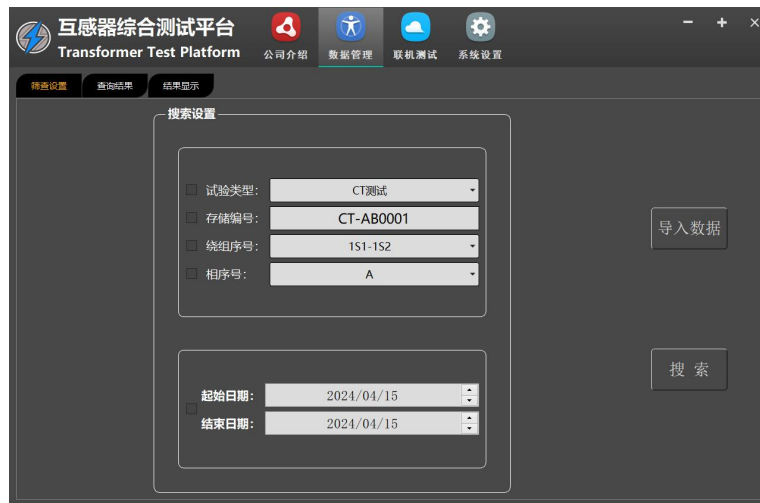 互感器综合测试平台
Transformer Test Platform
公司介绍 数据管理 联机测试 系统设置
筛查设置 查询结果 结果显示
搜索设置
试验类型： CT测试
存储编号： CT-AB0001
绕组序号： 1S1-1S2
相序号： A
导入数据
搜 索
起始日期： 2024/04/15
结束日期： 2024/04/15